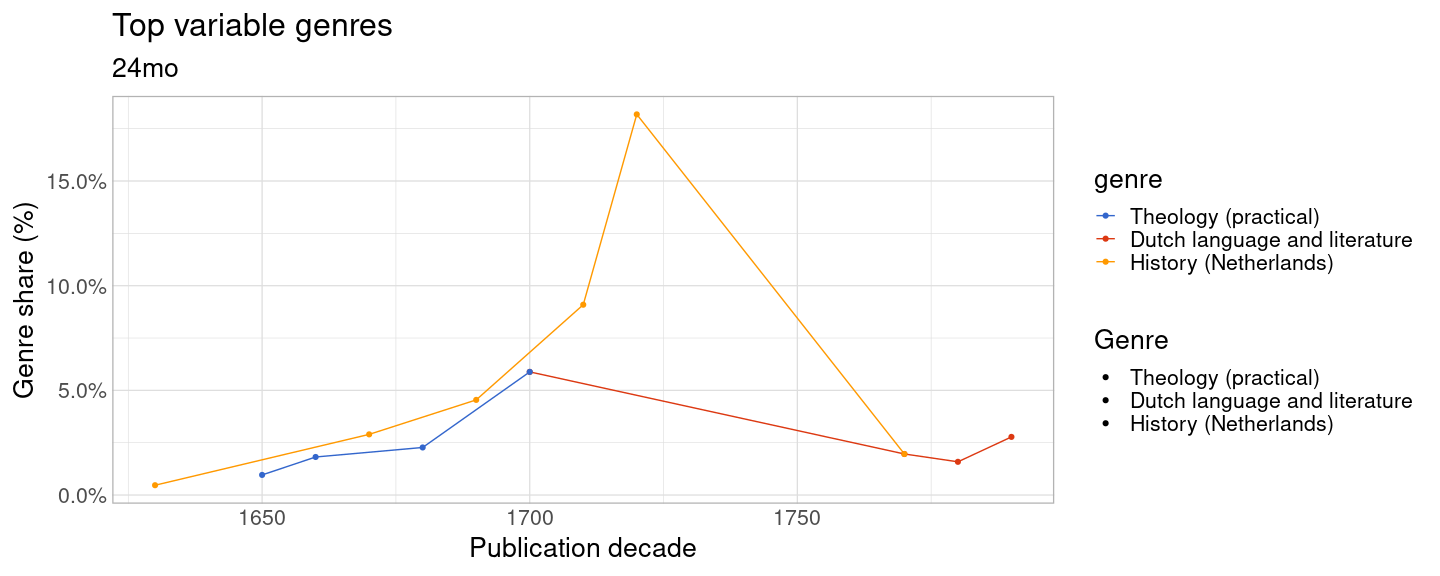 Top variable genres
24mo
Genre share (%)
15.0%
10.0%
5.0%
0.0%
1650
1700
1750
Publication decade
genre
Theology (practical)
Dutch language and literature
History (Netherlands)
Genre
Theology (practical)
Dutch language and literature
History (Netherlands)